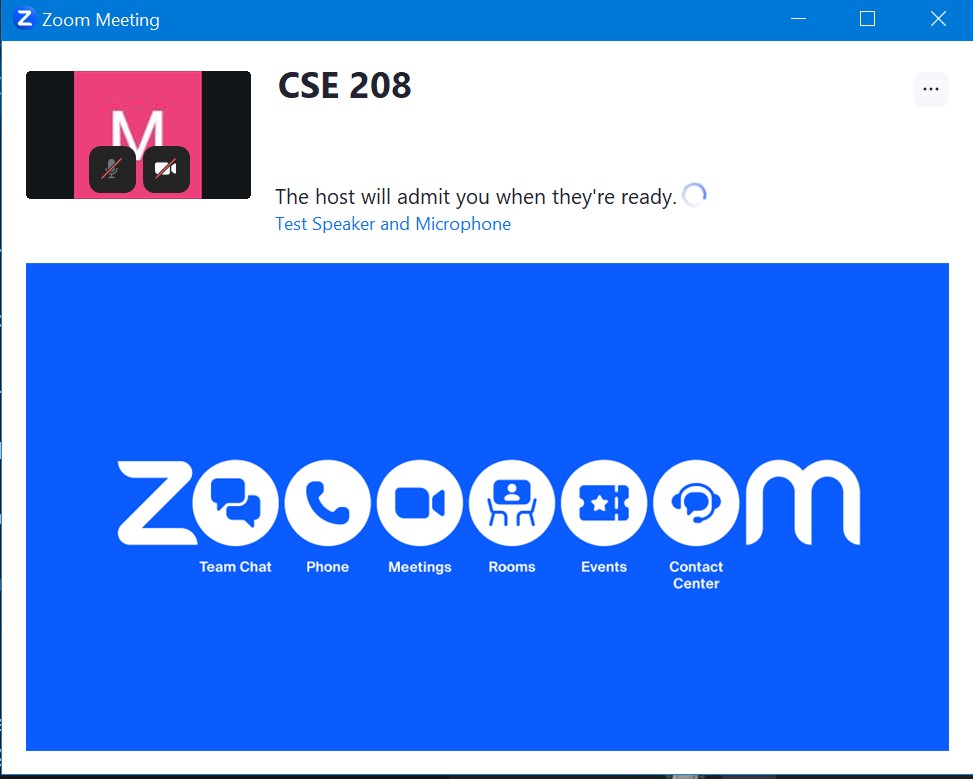 Zoom Meeting
CSE 208
M
The host will admit you when they're ready.
Test Speaker and Microphone
zoooooom
Team Chat
Phone
Meetings
Rooms
Events
Contact
Center